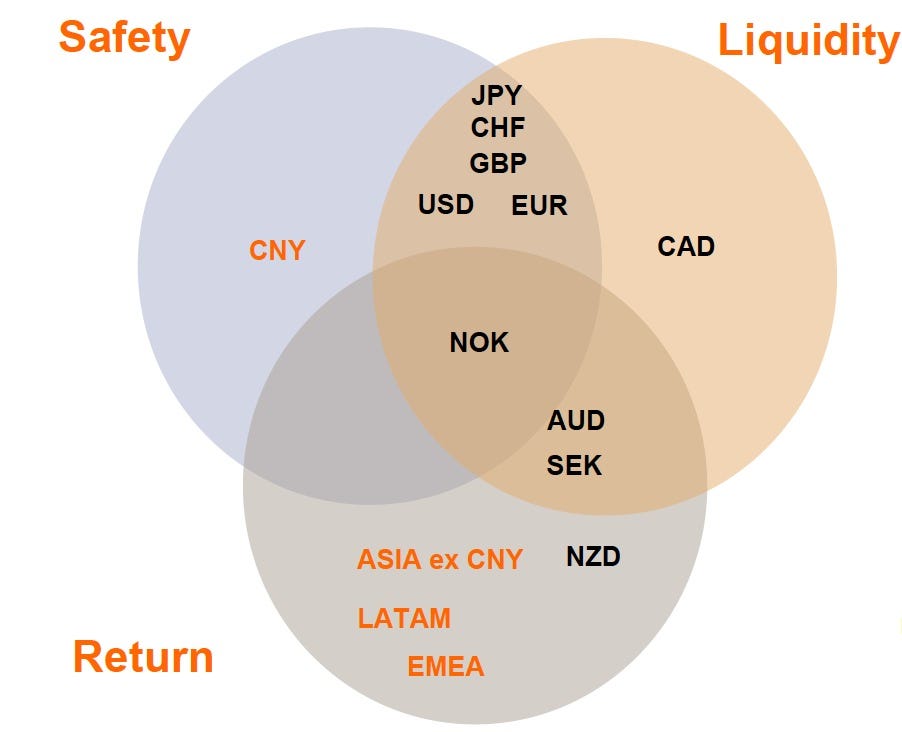 Safety
Liquidity
JPY
CHF
GBP
USD EUR
CNY
CAD
NOK
AUD
SEK
ASIA ex CNY
NZD
LATAM
Return
EMEA